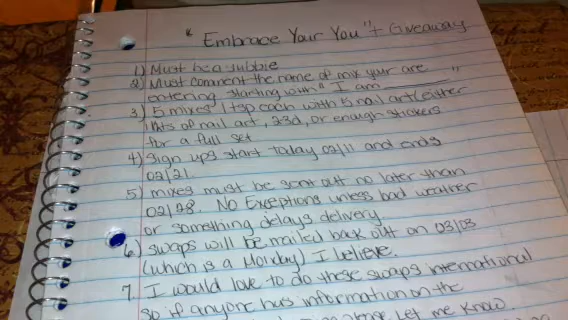 " Embrace Your You "+ Giveaway
1) Must be a subbie
2) Must comment the name of mix your are
entering starting with "I am ________"
3) 5 mixes 1 tsp each with 5 nail art (either
1 kits of nail art, 23d, or enough stickers
for a full set
4) sign ups start today 02/11 and ends
02/21.
5) mixes must be sent out no later than
02/28. No Exceptions unless bad weather
or something delays delivery.
6) swaps will be mailed back out on 03/03
(which is a Monday) I believe.
7. I would love to do these swaps international
so if anyone has information on the
let me know.